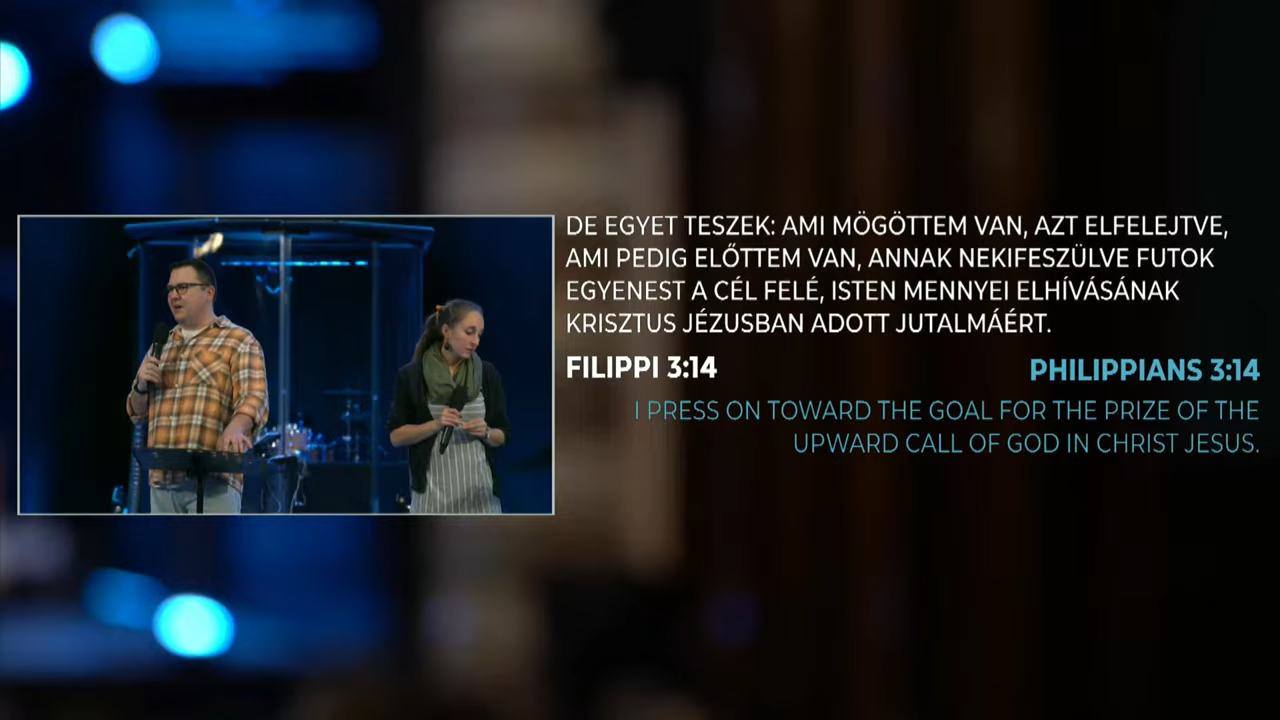 DE EGYET TESZEK: AMI MÖGÖTTEM VAN, AZT ELFELEJTVE,
AMI PEDIG ELŐTTEM VAN, ANNAK NEKIFESZÜLVE FUTOK
EGYENEST A CÉL FELÉ, ISTEN MENNYEI ELHÍVÁSÁNAK
KRISZTUS JÉZUSBAN ADOTT JUTALMÁÉRT.
FILIPPI 3:14
PHILIPPIANS 3:14
I PRESS ON TOWARD THE GOAL FOR THE PRIZE OF THE
UPWARD CALL OF GOD IN CHRIST JESUS.